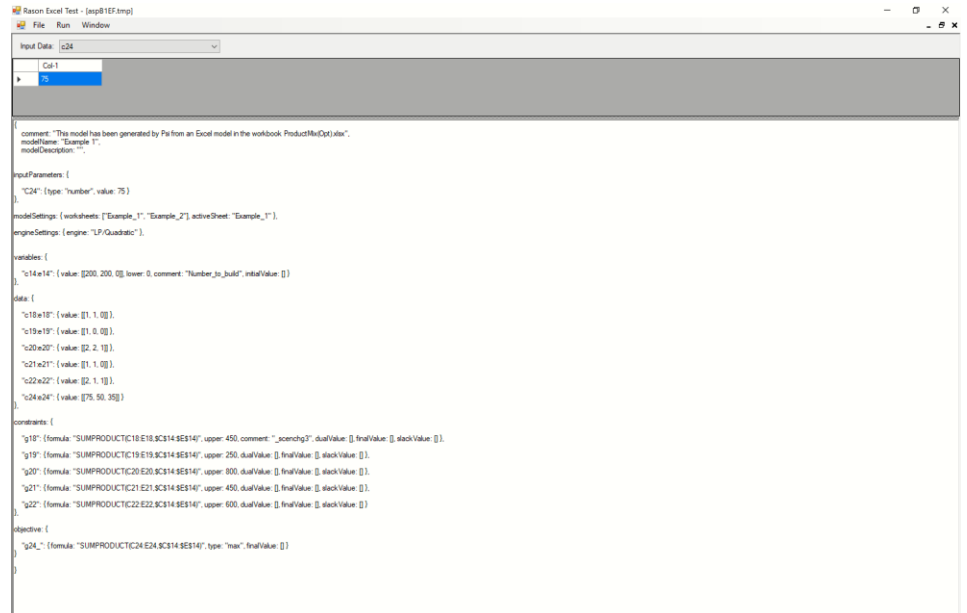 Rason Excel Test - [aspB1EF.tmp]
File Run Window
Input Data: c24
Col-1
75
{
comment: "This model has been generated by Psi from an Excel model in the workbook ProductMix(Opt).xlsx",
modelName: "Example 1",
modelDescription: "",
inputParameters: {
"C24": { type: "number", value: 75 }
},
modelSettings: { worksheets: ["Example_1", "Example_2"], activeSheet: "Example_1" },
engineSettings: { engine: "LP/Quadratic" },
variables: {
"c14:e14": { value: [[200, 200, 0]], lower: 0, comment: "Number_to_build", initialValue: [] }
},
data: {
"c18:e18": { value: [[1, 1, 0]] },
"c19:e19": { value: [[1, 0, 0]] },
"c20:e20": { value: [[2, 2, 1]] },
"c21:e21": { value: [[1, 1, 0]] },
"c22:e22": { value: [[2, 1, 1]] },
"c24:e24": { value: [[75, 50, 35]] }
},
constraints: {
"g18": { formula: "SUMPRODUCT(C18:E18,$C$14:$E$14)", upper: 450, comment: "_scenchg3", dualValue: [], finalValue: [], slackValue: [] },
"g19": { formula: "SUMPRODUCT(C19:E19,$C$14:$E$14)", upper: 250, dualValue: [], finalValue: [], slackValue: [] },
"g20": { formula: "SUMPRODUCT(C20:E20,$C$14:$E$14)", upper: 800, dualValue: [], finalValue: [], slackValue: [] },
"g21": { formula: "SUMPRODUCT(C21:E21,$C$14:$E$14)", upper: 450, dualValue: [], finalValue: [], slackValue: [] },
"g22": { formula: "SUMPRODUCT(C22:E22,$C$14:$E$14)", upper: 600, dualValue: [], finalValue: [], slackValue: [] }
},
objective: {
"g24_": { formula: "SUMPRODUCT(C24:E24,$C$14:$E$14)", type: "max", finalValue: [] }
}
}